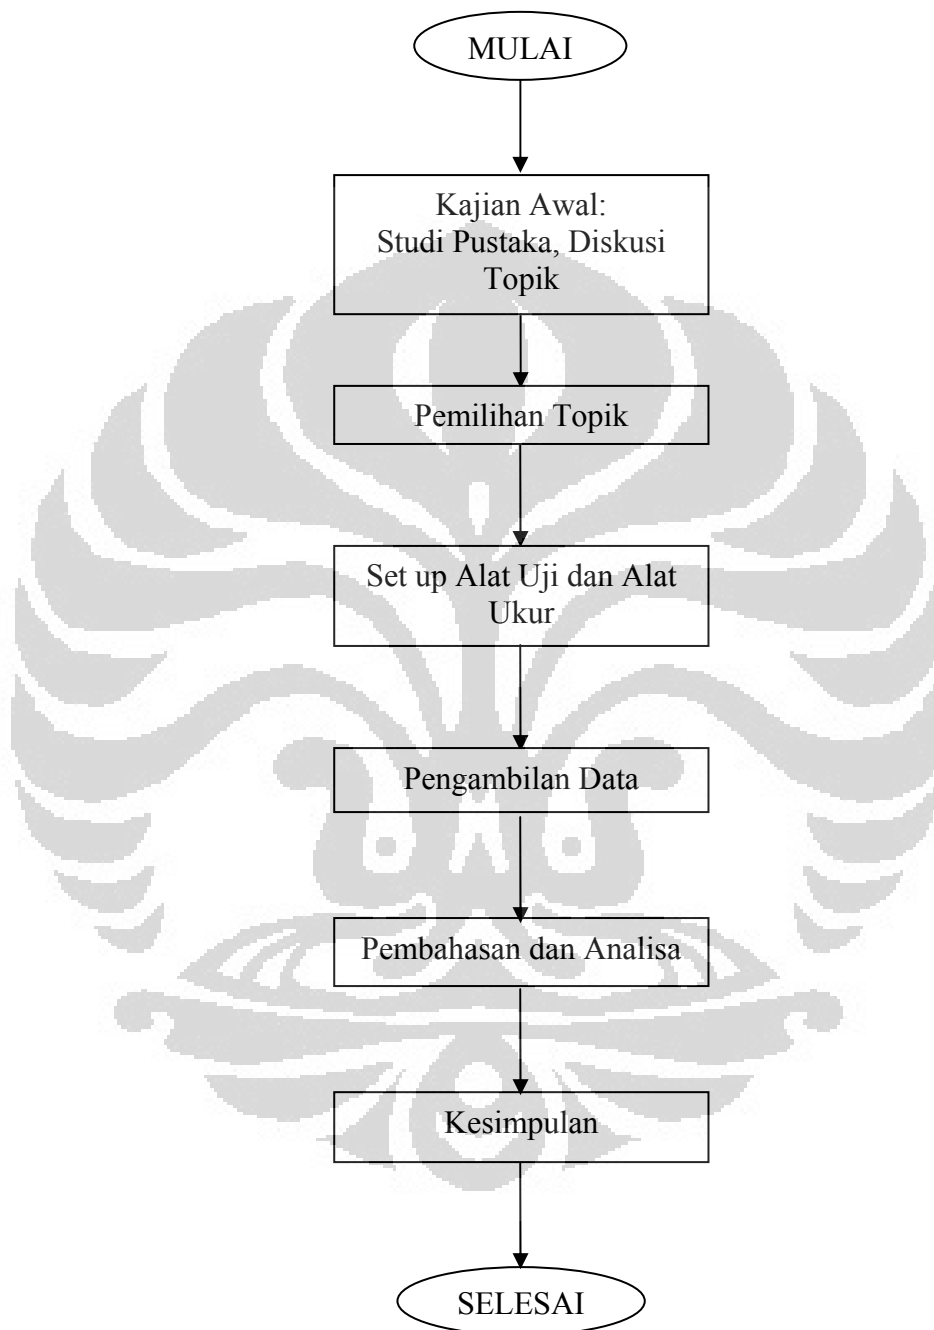 MULAI
Kajian Awal:
Studi Pustaka, Diskusi
Topik
Pemilihan Topik
Set up Alat Uji dan Alat
Ukur
Pengambilan Data
Pembahasan dan Analisa
Kesimpulan
SELESAI